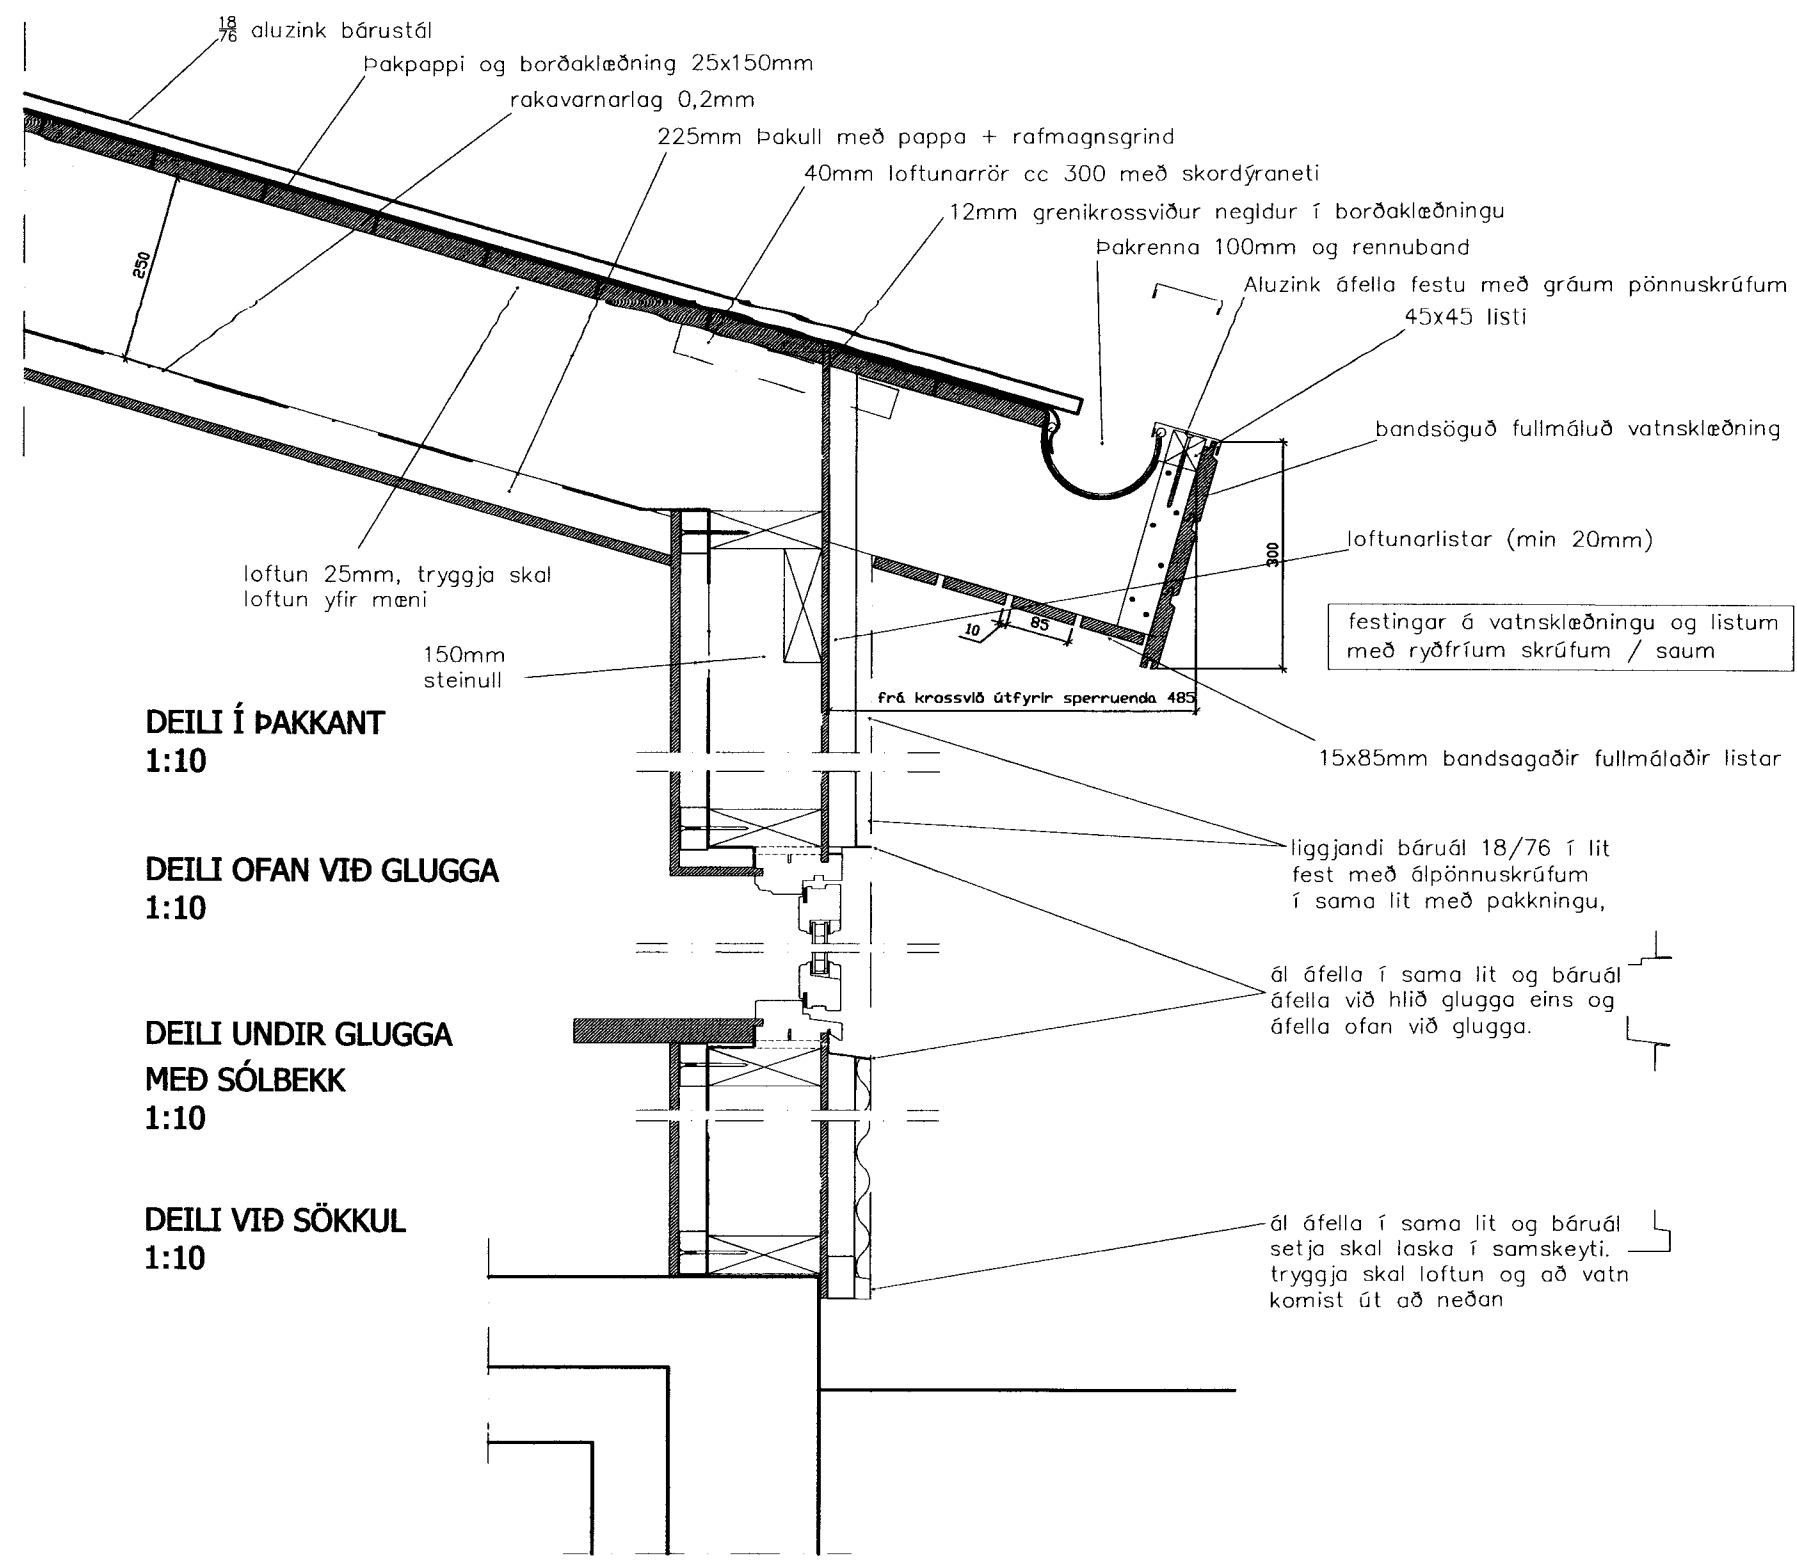 18/76 aluzink bárustál
Þakpappi og borðaklæðning 25x150mm
rakavarnarlag 0,2mm
225mm Þakull með pappa + rafmagnsgrind
40mm loftunarrör cc 300 með skordýraneti
12mm grenikrossviður negldur í borðaklæðningu
Þakrenna 100mm og rennuband
Aluzink áfella festu með gráum pönnuskrúfum
45x45 listi
250
bandsöguð fullmáluð vatnsklæðning
loftunarlistar (min 20mm)
300
loftun 25mm, tryggja skal
loftun yfir mæni
10
85
festingar á vatnsklæðningu og listum
með ryðfríum skrúfum / saum
150mm
steinull
frá krossvið útfyrir sperruenda 485
DEILI Í ÞAKKANT
1:10
15x85mm bandsagaðir fullmálaðir listar
liggjandi báruál 18/76 í lit
fest með álpönnuskrúfum
í sama lit með pakkningu,
DEILI OFAN VIÐ GLUGGA
1:10
ál áfella í sama lit og báruál
áfella við hlið glugga eins og
áfella ofan við glugga.
DEILI UNDIR GLUGGA
MEÐ SÓLBEKK
1:10
DEILI VIÐ SÖKKUL
1:10
ál áfella í sama lit og báruál
setja skal laska í samskeyti.
tryggja skal loftun og að vatn
komist út að neðan